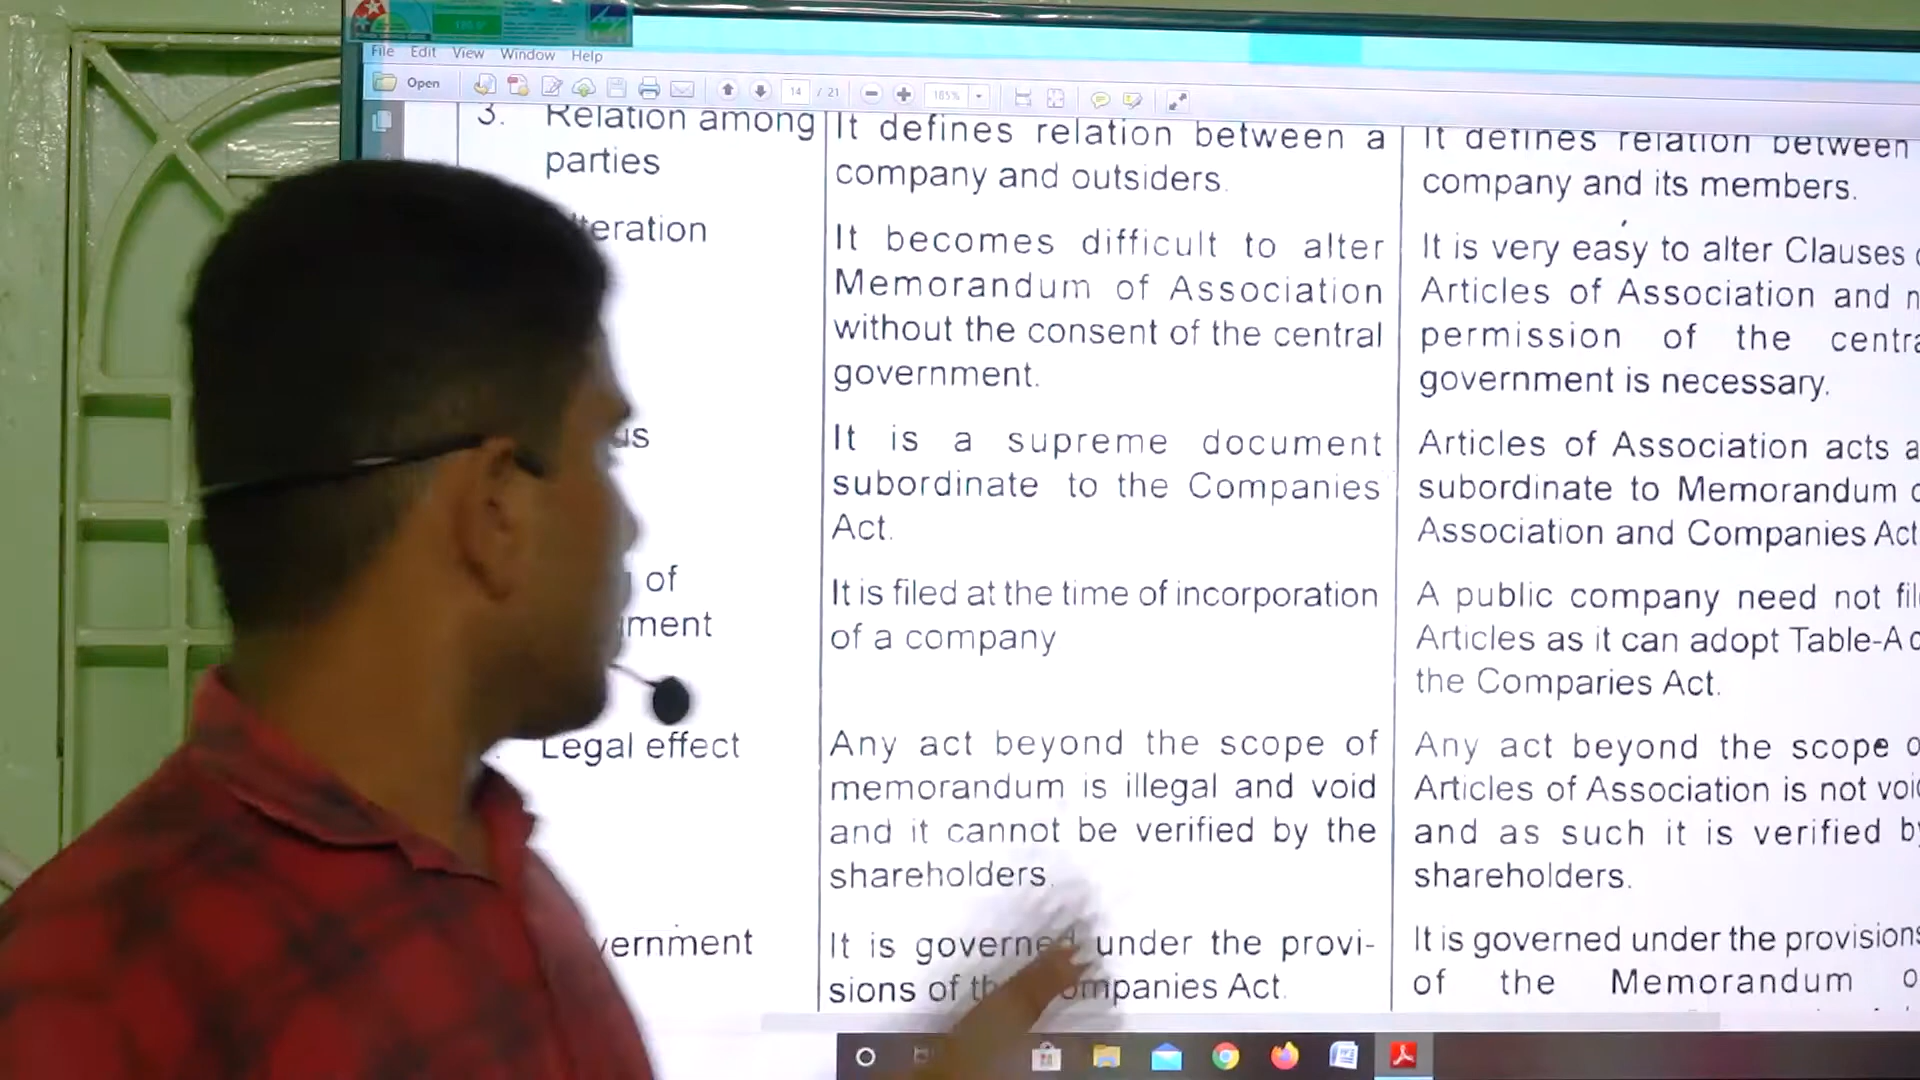 File Edit View Window Help
Open 14 / 21 185%
3. Relation among
parties
It defines relation between a
company and outsiders.
It defines relation between
company and its members.
teration
It becomes difficult to alter
Memorandum of Association
without the consent of the central
government.
It is very easy to alter Clauses
Articles of Association and n
permission of the centra
government is necessary.
us
It is a supreme document
subordinate to the Companies
Act.
Articles of Association acts a
subordinate to Memorandum o
Association and Companies Act
of
ment
It is filed at the time of incorporation
of a company
A public company need not fil
Articles as it can adopt Table-A o
the Comparies Act.
Legal effect
Any act beyond the scope of
memorandum is illegal and void
and it cannot be verified by the
shareholders.
Any act beyond the scope o
Articles of Association is not voi
and as such it is verified by
shareholders.
vernment
It is governed under the provi-
sions of the Companies Act.
It is governed under the provisions
of the Memorandum o